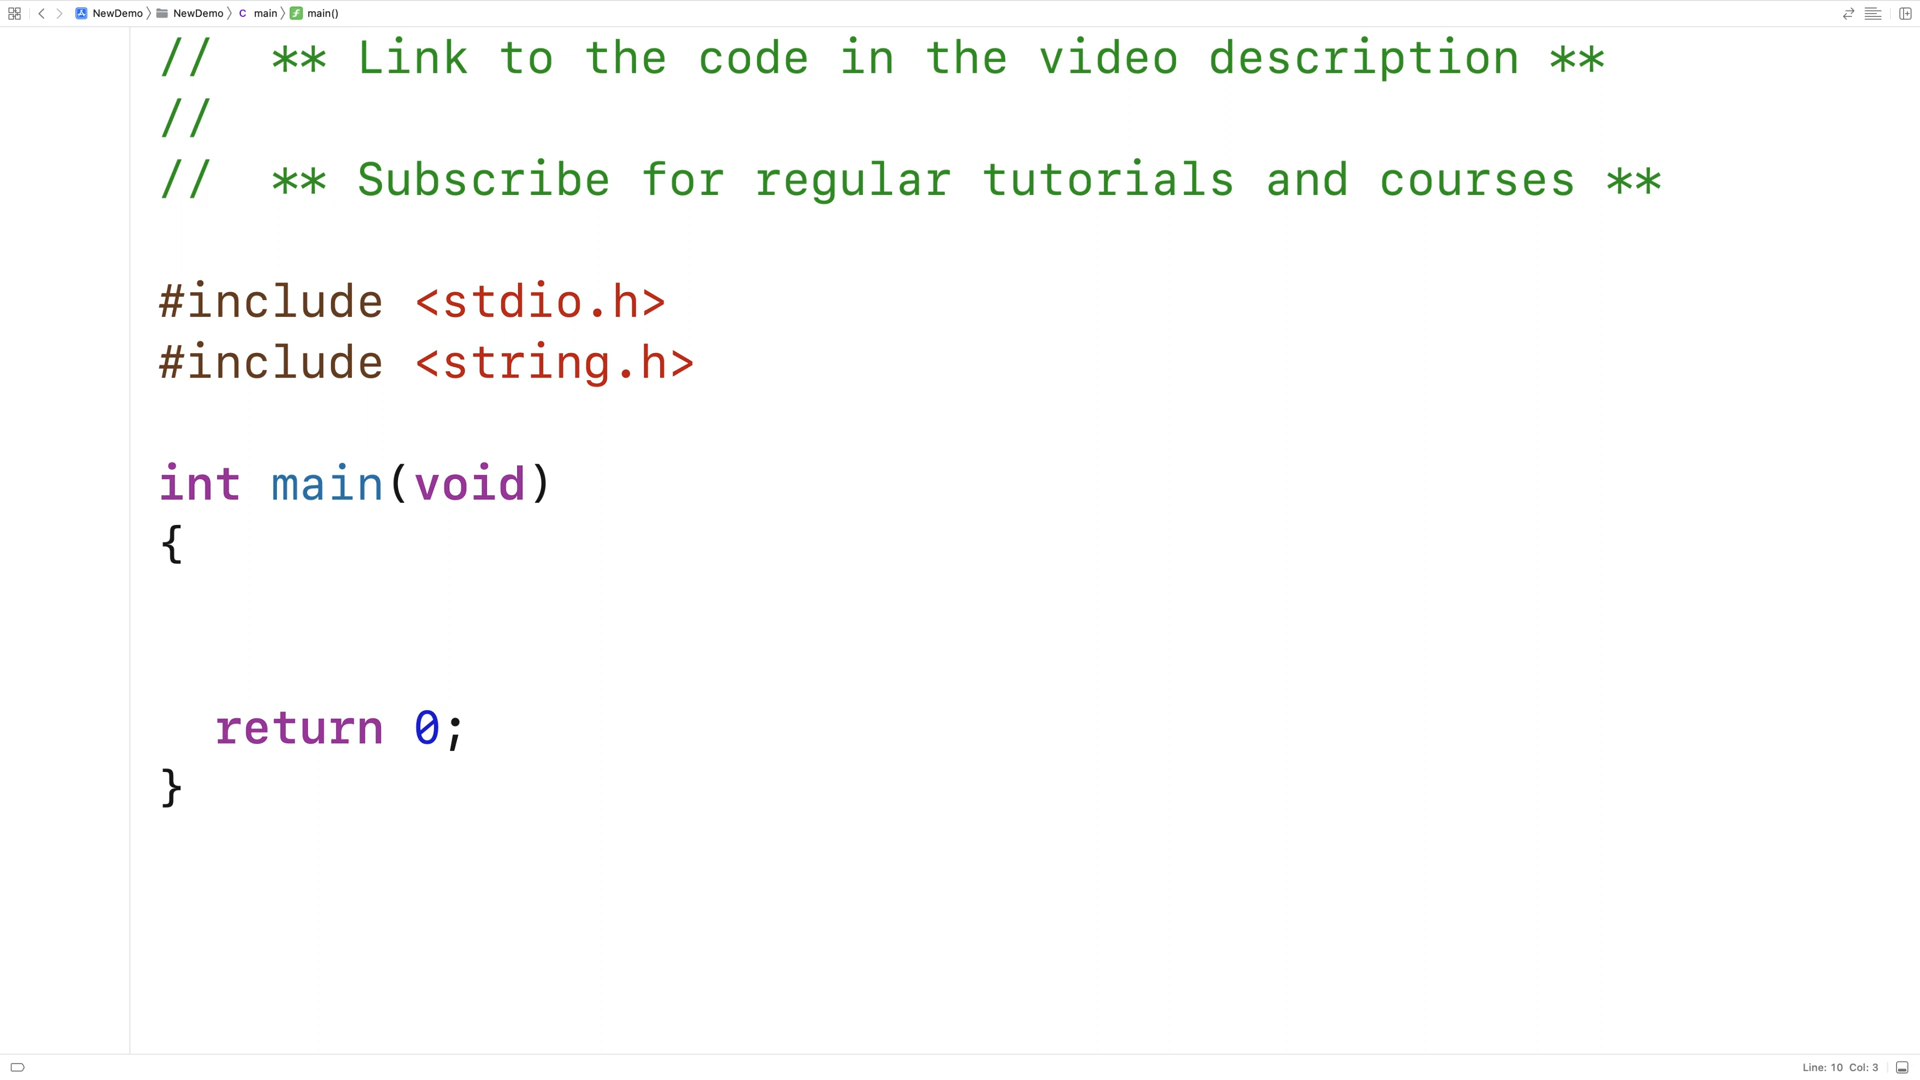 NewDemo NewDemo C main f main()
//  ** Link to the code in the video description **
//
//  ** Subscribe for regular tutorials and courses **
#include <stdio.h>
#include <string.h>
int main(void)
{
  return 0;
}
Line: 10 Col: 3